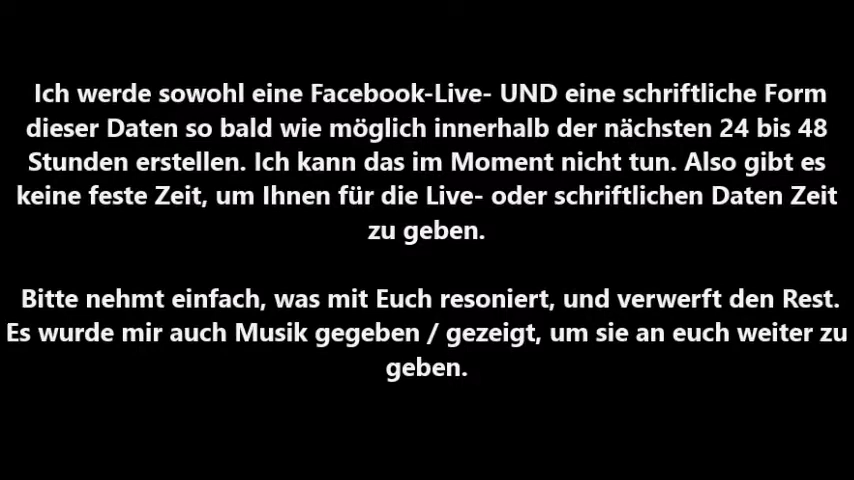 Ich werde sowohl eine Facebook-Live- UND eine schriftliche Form
dieser Daten so bald wie möglich innerhalb der nächsten 24 bis 48
Stunden erstellen. Ich kann das im Moment nicht tun. Also gibt es
keine feste Zeit, um Ihnen für die Live- oder schriftlichen Daten Zeit
zu geben.
Bitte nehmt einfach, was mit Euch resoniert, und verwerft den Rest.
Es wurde mir auch Musik gegeben / gezeigt, um sie an euch weiter zu
geben.